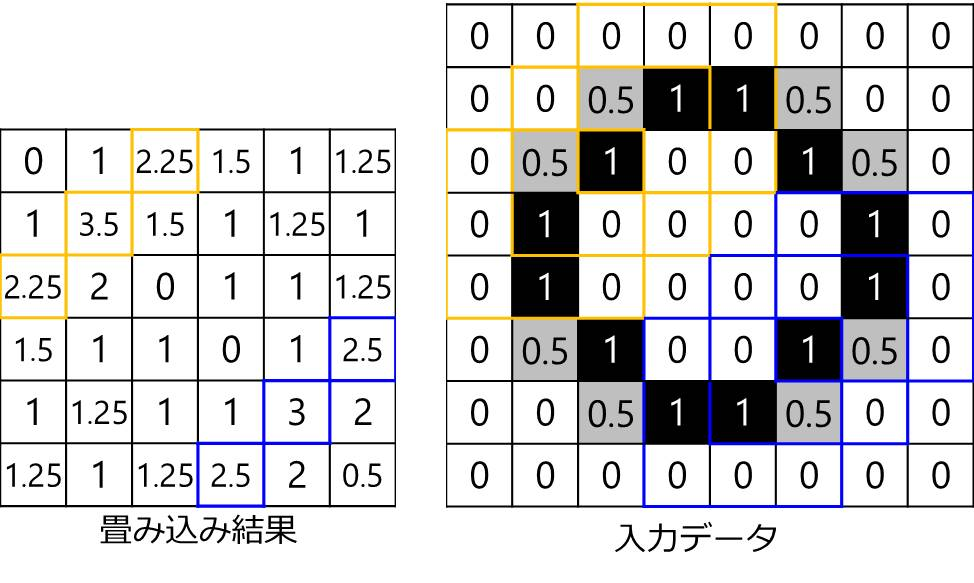 0 1 2.25 1.5 1 1.25
1 3.5 1.5 1 1.25 1
2.25 2 0 1 1 1.25
1.5 1 1 0 1 2.5
1 1.25 1 1 3 2
1.25 1 1.25 2.5 2 0.5
畳み込み結果
0 0 0 0 0 0 0 0
0 0 0.5 1 1 0.5 0 0
0 0.5 1 0 0 1 0.5 0
0 1 0 0 0 0 1 0
0 1 0 0 0 0 1 0
0 0.5 1 0 0 1 0.5 0
0 0 0.5 1 1 0.5 0 0
0 0 0 0 0 0 0 0
入力データ